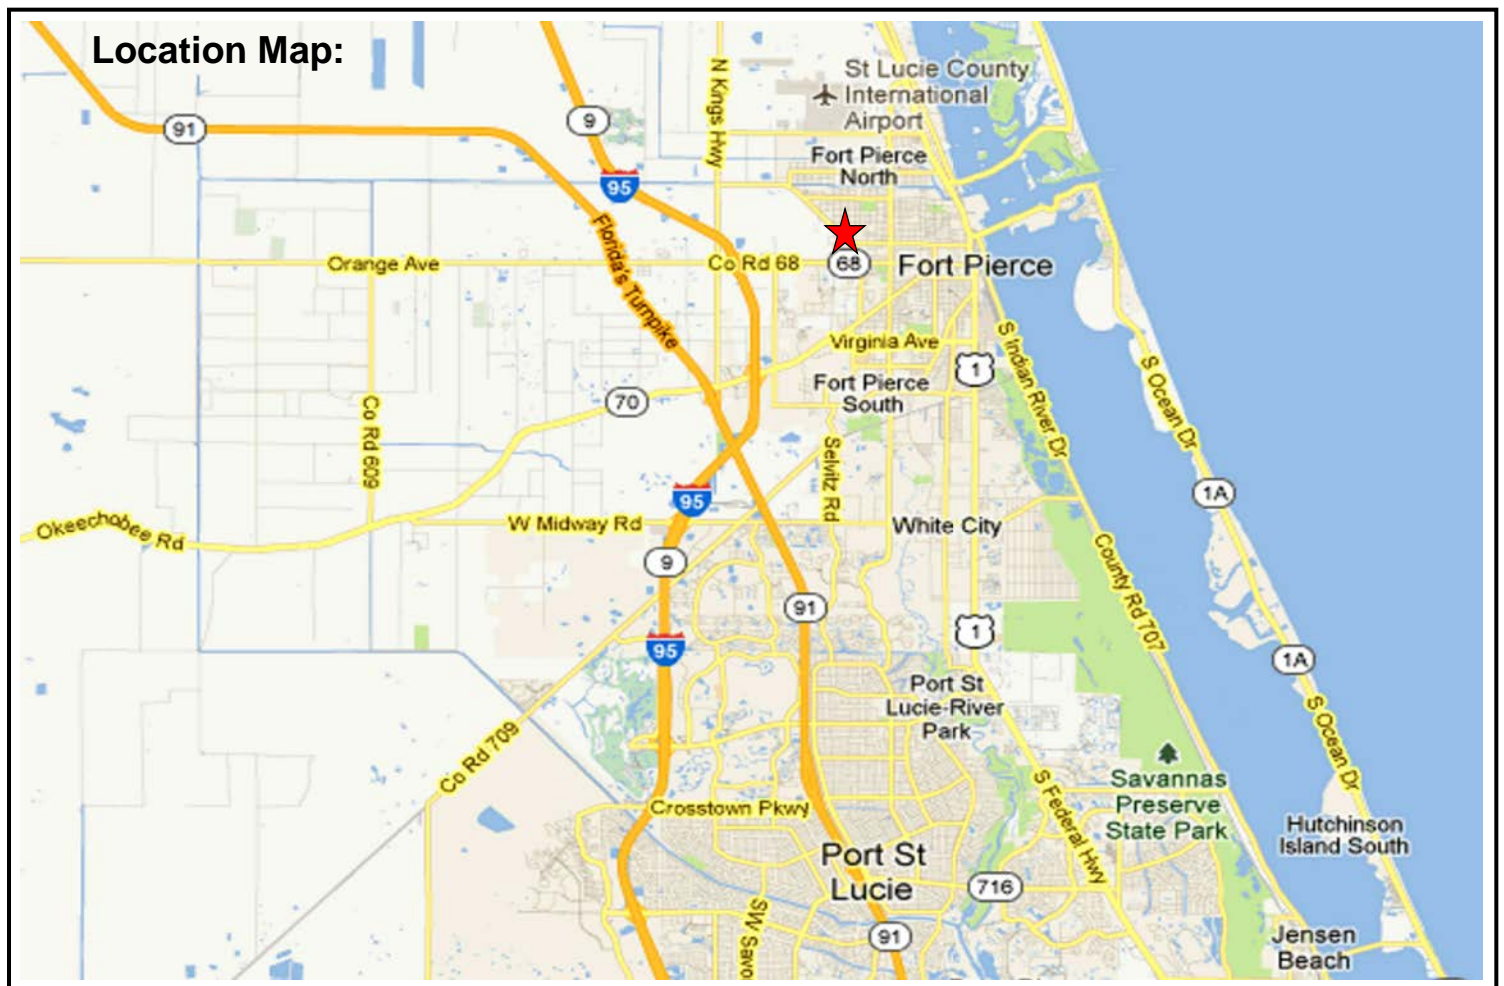 Location Map:
St Lucie County
International
Airport
N Kings Hwy
9
91
Fort Pierce
North
95
Florida's Turnpike
Orange Ave
Co Rd 68
68
Fort Pierce
Virginia Ave
S Indian River Dr
1
S Ocean Dr
Fort Pierce
South
70
Co Rd 609
Selvitz Rd
95
1A
Okeechobee Rd
W Midway Rd
White City
9
County Rd 707
91
1
95
1A
Port St
Lucie-River
Park
S Ocean Dr
Co Rd 709
S Federal Hwy
Savannas
Preserve
State Park
Crosstown Pkwy
Hutchinson
Island South
Port St
Lucie
716
SW Savo
91
Jensen
Beach